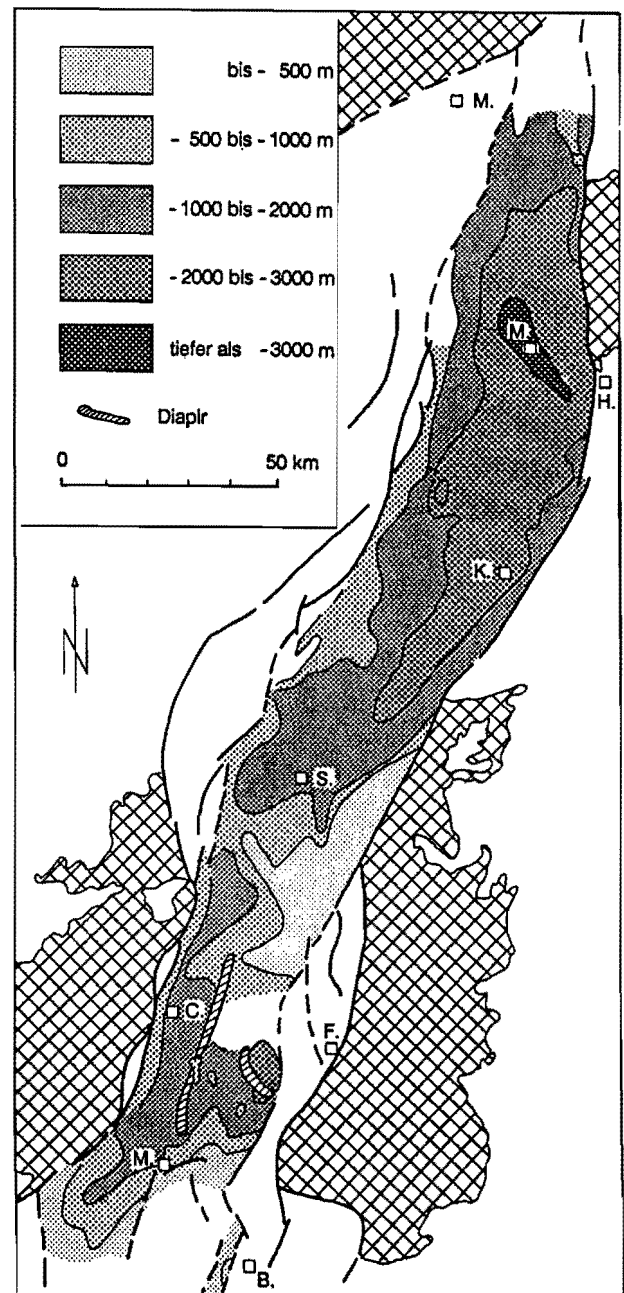 bis - 500 m
- 500 bis - 1000 m
- 1000 bis - 2000 m
- 2000 bis - 3000 m
tiefer als - 3000 m
Diapir
0 50 km
N
M.
M.
H.
K.
S.
C.
F.
M.
B.